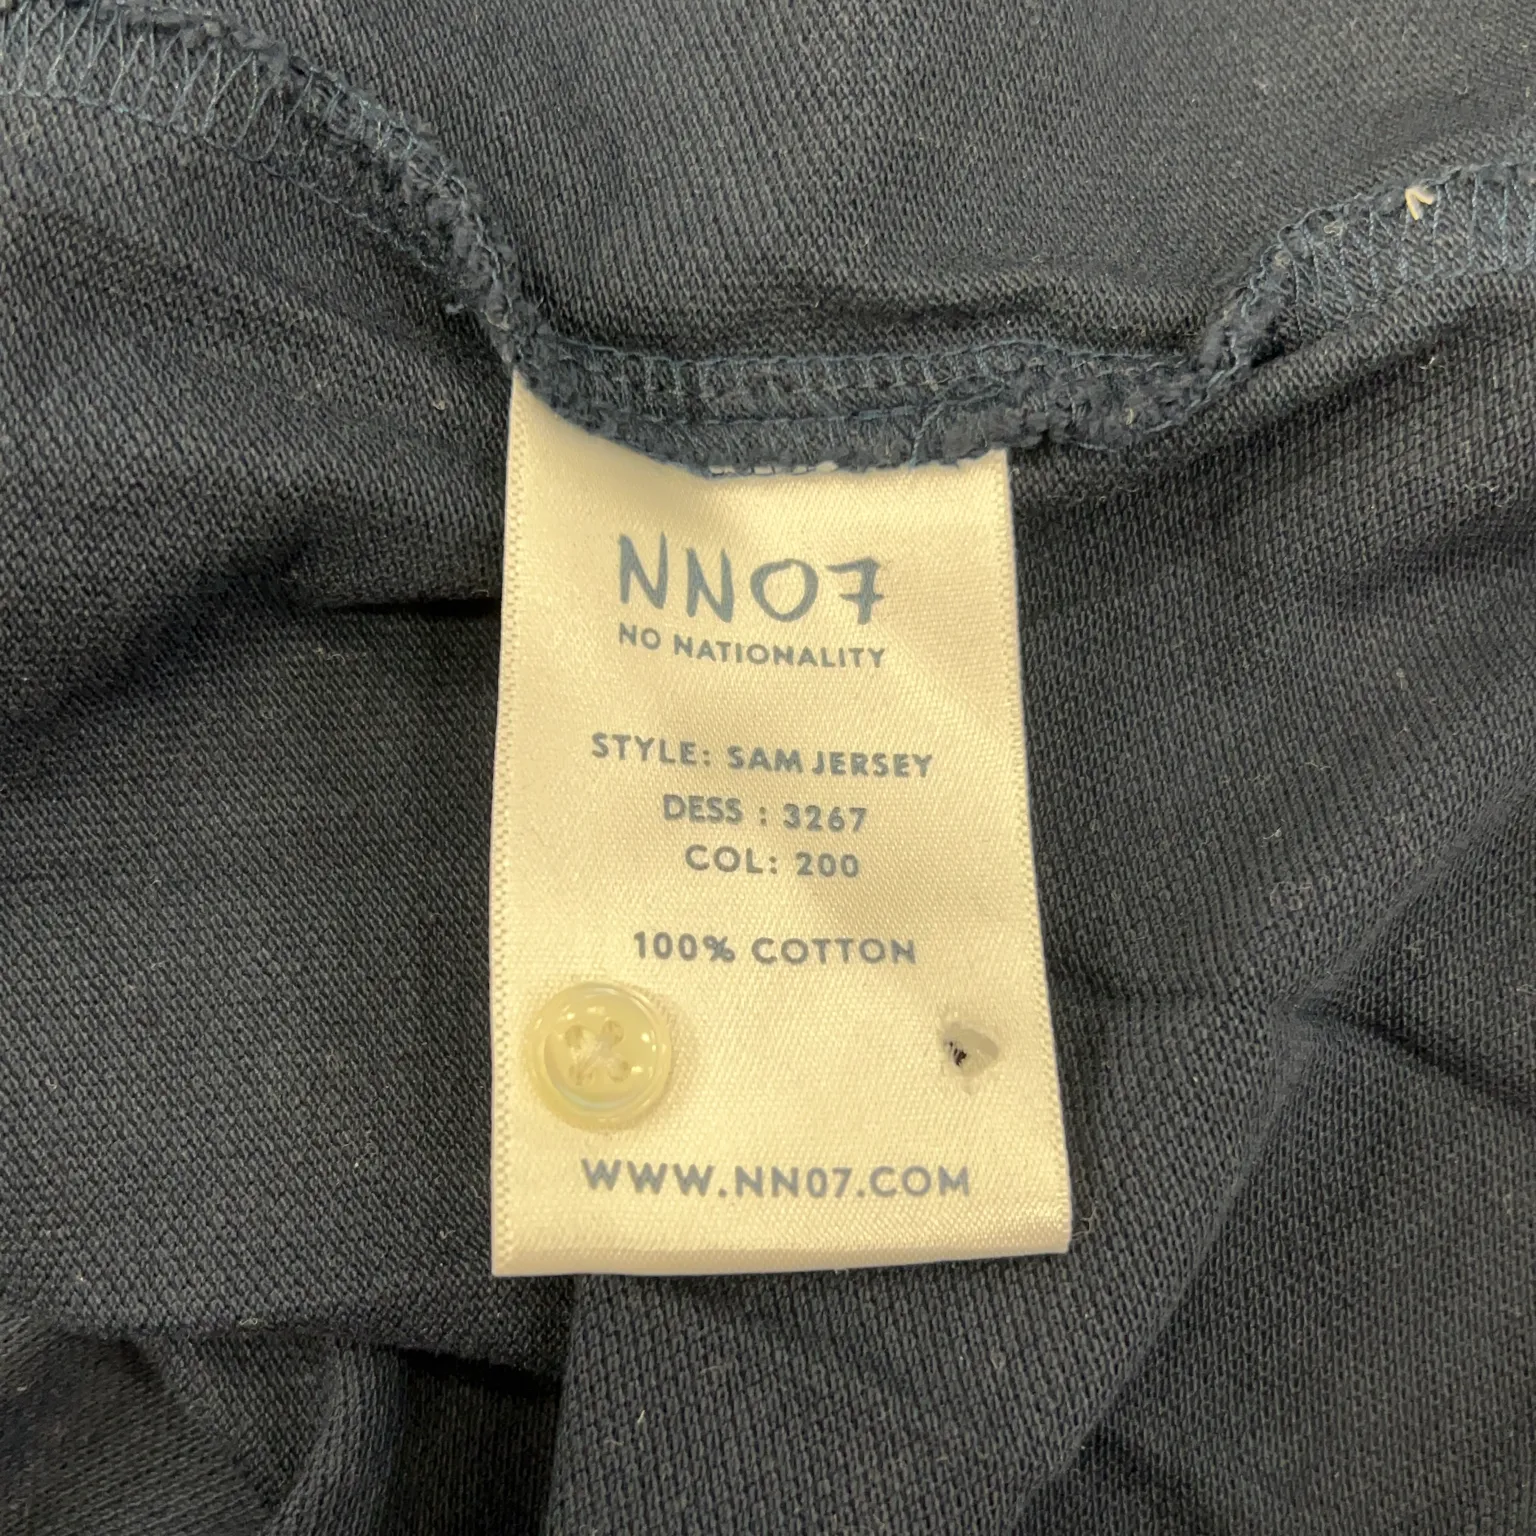 NN07
NO NATIONALITY
STYLE: SAM JERSEY
DESS : 3267
COL: 200
100% COTTON
WWW.NN07.COM